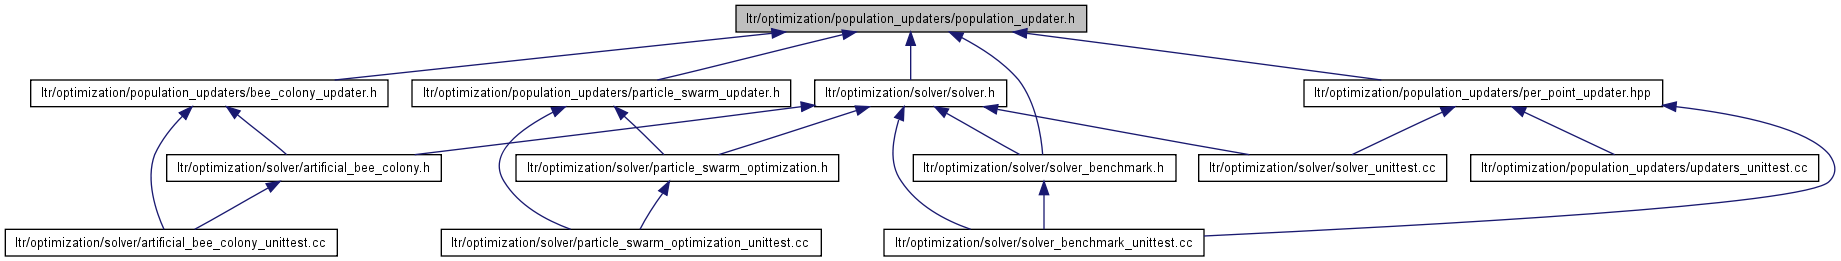 ltr/optimization/population_updaters/population_updater.h
ltr/optimization/population_updaters/bee_colony_updater.h
ltr/optimization/population_updaters/particle_swarm_updater.h
ltr/optimization/solver/solver.h
ltr/optimization/population_updaters/per_point_updater.hpp
ltr/optimization/solver/artificial_bee_colony.h
ltr/optimization/solver/particle_swarm_optimization.h
ltr/optimization/solver/solver_benchmark.h
ltr/optimization/solver/solver_unittest.cc
ltr/optimization/population_updaters/updaters_unittest.cc
ltr/optimization/solver/artificial_bee_colony_unittest.cc
ltr/optimization/solver/particle_swarm_optimization_unittest.cc
ltr/optimization/solver/solver_benchmark_unittest.cc